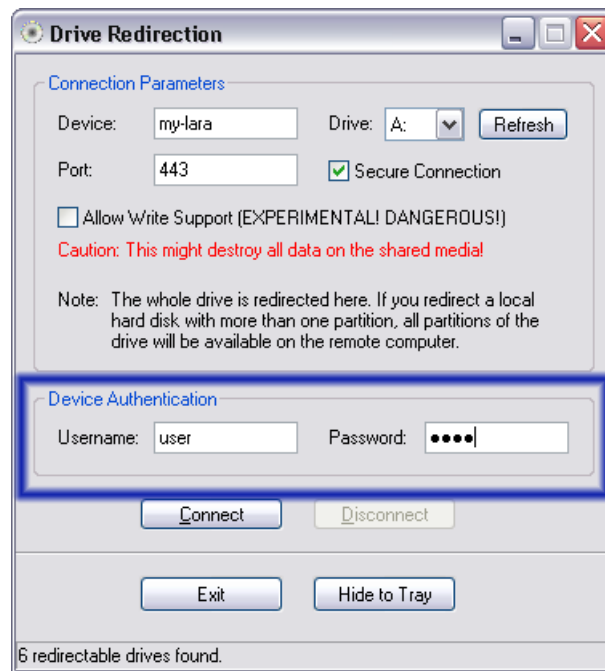 Drive Redirection
Connection Parameters
Device: my-lara Drive: A: Refresh
Port: 443 Secure Connection
Allow Write Support (EXPERIMENTAL! DANGEROUS!)
Caution: This might destroy all data on the shared media!
Note: The whole drive is redirected here. If you redirect a local
hard disk with more than one partition, all partitions of the
drive will be available on the remote computer.
Device Authentication
Username: user Password: ●●●●
Connect Disconnect
Exit Hide to Tray
6 redirectable drives found.